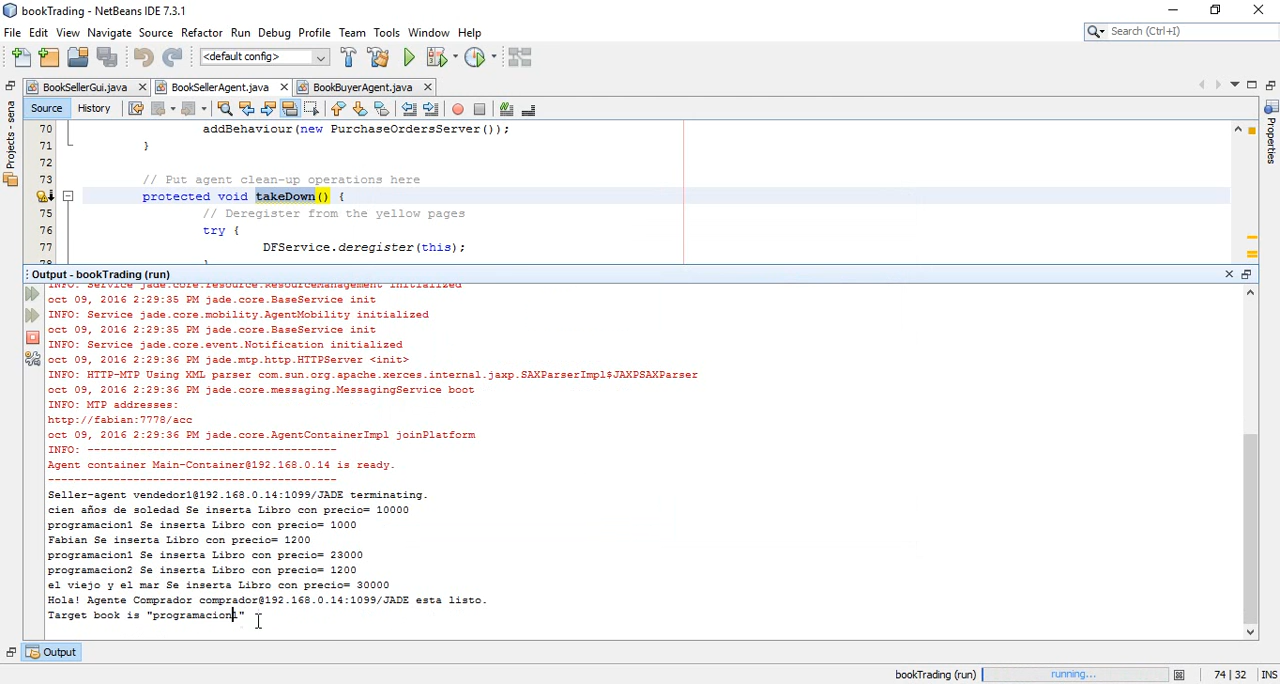 bookTrading - NetBeans IDE 7.3.1
File Edit View Navigate Source Refactor Run Debug Profile Team Tools Window Help
Search (Ctrl+I)
<default config>
BookSellerGui.java
BookSellerAgent.java
BookBuyerAgent.java
Source History
Projects - sena
Properties
70 addBehaviour(new PurchaseOrdersServer());
71 }
72
73 // Put agent clean-up operations here
protected void takeDown() {
75 // Deregister from the yellow pages
76 try {
77 DFService.deregister(this);
78 }
Output - bookTrading (run)
INFO: Service jade.core.resource.ResourceManagement initialized
oct 09, 2016 2:29:35 PM jade.core.BaseService init
INFO: Service jade.core.mobility.AgentMobility initialized
oct 09, 2016 2:29:35 PM jade.core.BaseService init
INFO: Service jade.core.event.Notification initialized
oct 09, 2016 2:29:36 PM jade.mtp.http.HTTPServer <init>
INFO: HTTP-MTP Using XML parser com.sun.org.apache.xerces.internal.jaxp.SAXParserImpl$JAXPSAXParser
oct 09, 2016 2:29:36 PM jade.core.messaging.MessagingService boot
INFO: MTP addresses:
http://fabian:7778/acc
oct 09, 2016 2:29:36 PM jade.core.AgentContainerImpl joinPlatform
INFO: --------------------------------------
Agent container Main-Container@192.168.0.14 is ready.
--------------------------------------------
Seller-agent vendedor1@192.168.0.14:1099/JADE terminating.
cien años de soledad Se inserta Libro con precio= 10000
programacion1 Se inserta Libro con precio= 1000
Fabian Se inserta Libro con precio= 1200
programacion1 Se inserta Libro con precio= 23000
programacion2 Se inserta Libro con precio= 1200
el viejo y el mar Se inserta Libro con precio= 30000
Hola! Agente Comprador comprador@192.168.0.14:1099/JADE esta listo.
Target book is "programacion1"
Output
bookTrading (run) running... 74 | 32 INS